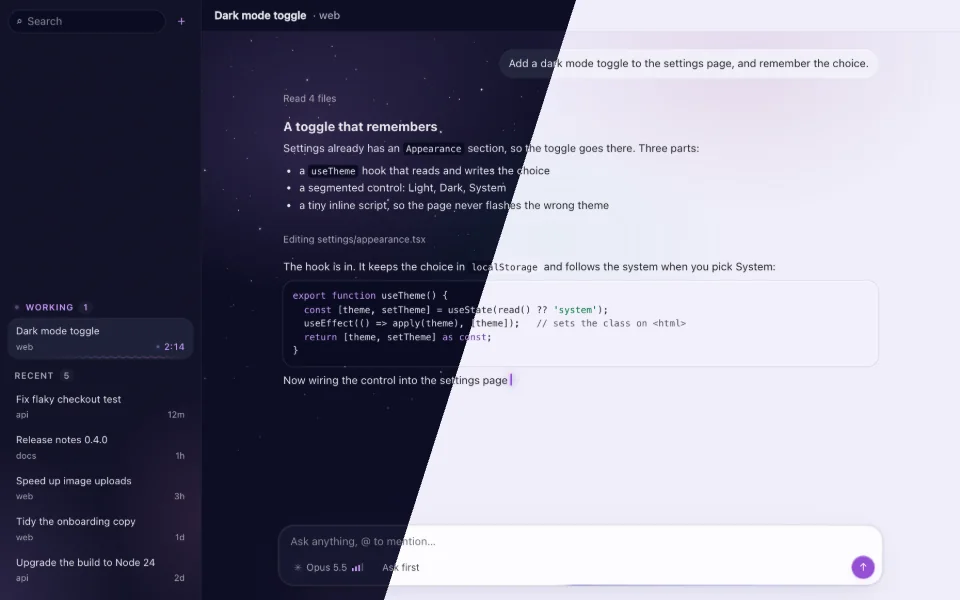 Search
+
Dark mode toggle · web
Add a dark mode toggle to the settings page, and remember the choice.
Read 4 files
A toggle that remembers
Settings already has an Appearance section, so the toggle goes there. Three parts:
• a useTheme hook that reads and writes the choice
• a segmented control: Light, Dark, System
• a tiny inline script, so the page never flashes the wrong theme
Editing settings/appearance.tsx
The hook is in. It keeps the choice in localStorage and follows the system when you pick System:
export function useTheme() {
const [theme, setTheme] = useState(read() ?? 'system');
useEffect(() => apply(theme), [theme]);   // sets the class on <html>
return [theme, setTheme] as const;
}
Now wiring the control into the settings page
WORKING 1
Dark mode toggle
web 2:14
RECENT 5
Fix flaky checkout test
api 12m
Release notes 0.4.0
docs 1h
Speed up image uploads
web 3h
Tidy the onboarding copy
web 1d
Upgrade the build to Node 24
api 2d
Ask anything, @ to mention...
Opus 5.5 Ask first